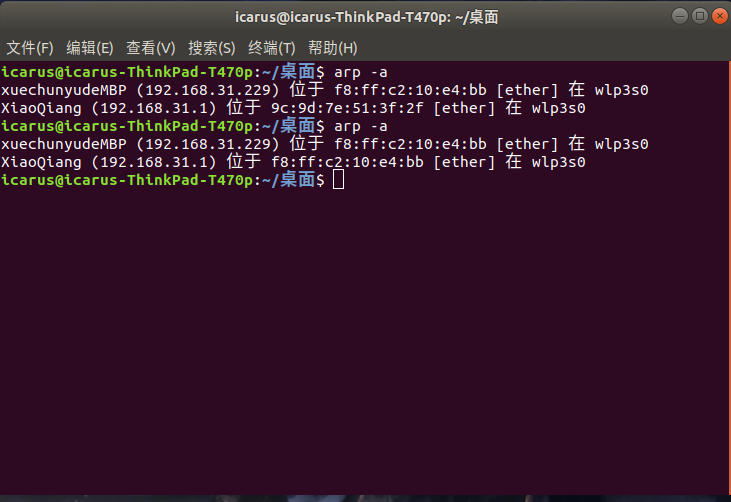 icarus@icarus-ThinkPad-T470p: ~/桌面
文件(F) 编辑(E) 查看(V) 搜索(S) 终端(T) 帮助(H)
icarus@icarus-ThinkPad-T470p:~/桌面$ arp -a
xuechunyudeMBP (192.168.31.229) 位于 f8:ff:c2:10:e4:bb [ether] 在 wlp3s0
XiaoQiang (192.168.31.1) 位于 9c:9d:7e:51:3f:2f [ether] 在 wlp3s0
icarus@icarus-ThinkPad-T470p:~/桌面$ arp -a
xuechunyudeMBP (192.168.31.229) 位于 f8:ff:c2:10:e4:bb [ether] 在 wlp3s0
XiaoQiang (192.168.31.1) 位于 f8:ff:c2:10:e4:bb [ether] 在 wlp3s0
icarus@icarus-ThinkPad-T470p:~/桌面$